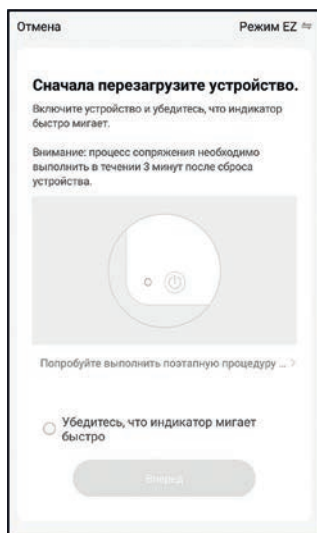 Отмена Режим EZ
Сначала перезагрузите устройство.
Включите устройство и убедитесь, что индикатор
быстро мигает.
Внимание: процесс сопряжения необходимо
выполнить в течении 3 минут после сброса
устройства.
Попробуйте выполнить поэтапную процедуру ...
Убедитесь, что индикатор мигает
быстро
Вперед